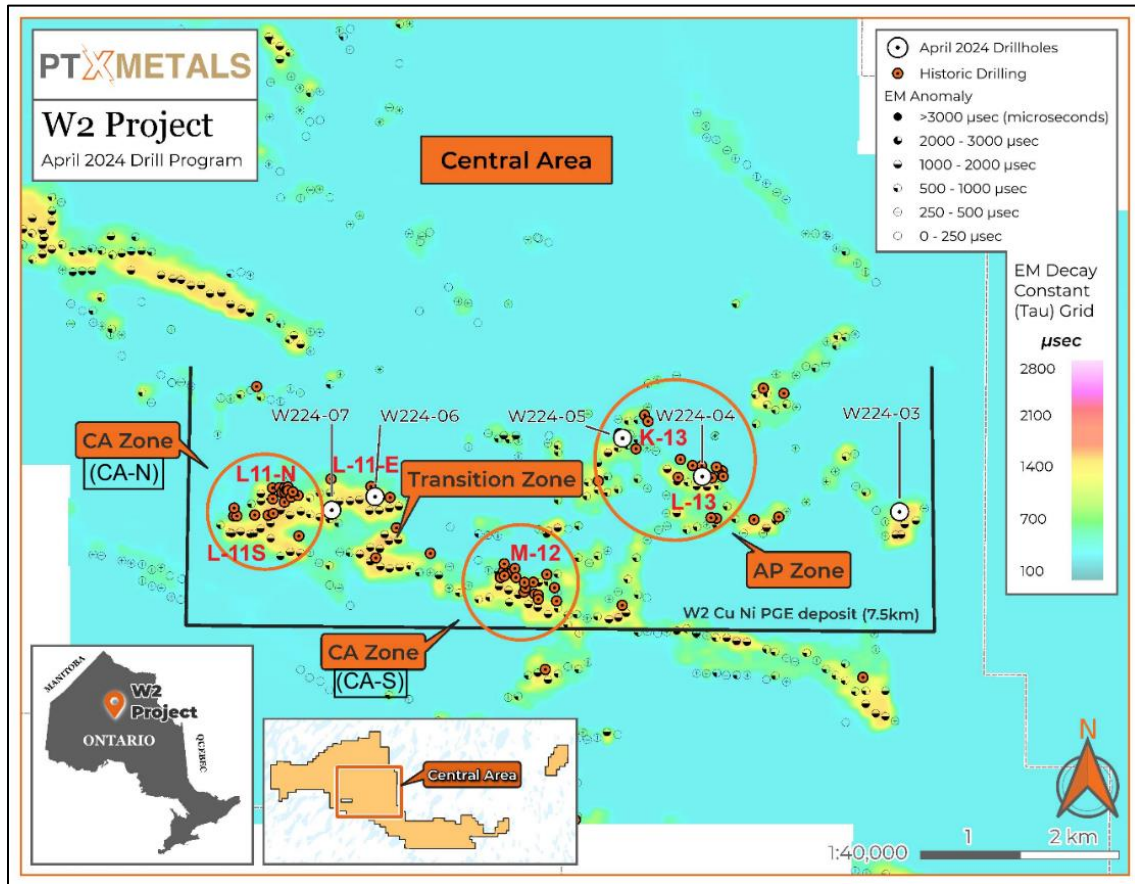 PTXMETALS
W2 Project
April 2024 Drill Program
Central Area
April 2024 Drillholes
Historic Drilling
EM Anomaly
>3000 µsec (microseconds)
2000 - 3000 µsec
1000 - 2000 µsec
500 - 1000 µsec
250 - 500 µsec
0 - 250 µsec
EM Decay
Constant
(Tau) Grid
µsec
2800
2100
1400
700
100
W224-07
W224-06
W224-05
W224-04
W224-03
CA Zone
(CA-N)
L11-N
L-11-E
K-13
Transition Zone
L-13
L-11S
M-12
AP Zone
W2 Cu Ni PGE deposit (7.5km)
CA Zone
(CA-S)
MANITOBA
W2
Project
ONTARIO
QUEBEC
Central Area
N
1:40,000
1
2 km